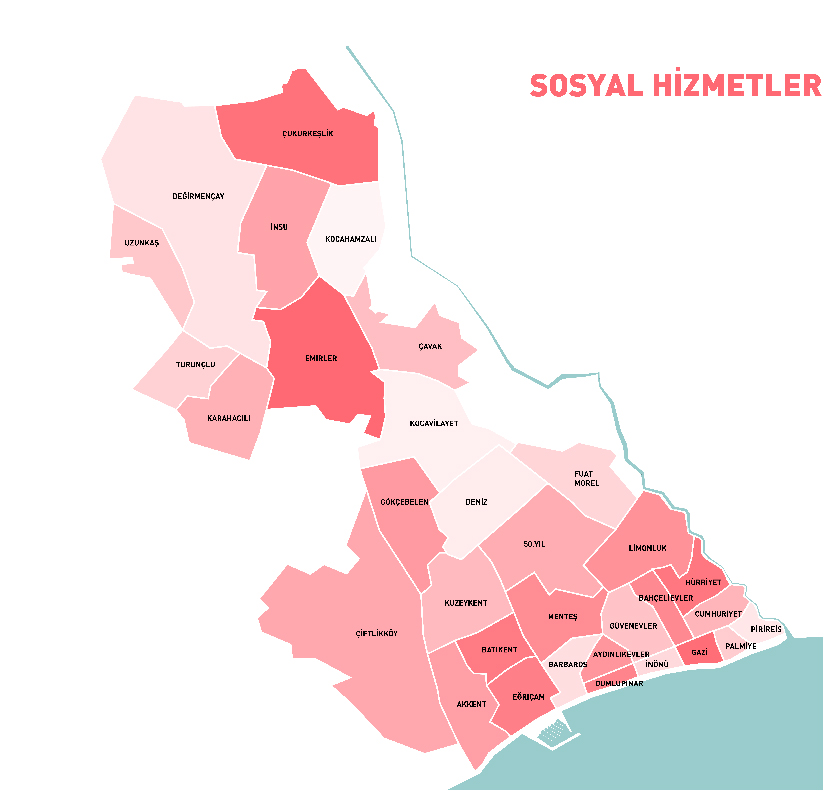 SOSYAL HİZMETLER
ÇUKURKEŞLİK
DEĞİRMENÇAY
İNSU
UZUNKAŞ
KOCAHAMZALI
ÇAVAK
EMİRLER
TURUNÇLU
KARAHACILI
KOCAVİLAYET
FUAT
MOREL
GÖKÇEBELEN
DENİZ
50.YIL
LİMONLUK
HÜRRİYET
BAHÇELİEVLER
KUZEYKENT
MENTEŞ
CUMHURİYET
GÜVENEVLER
PİRİREİS
ÇİFTLİKKÖY
PALMİYE
BATIKENT
GAZİ
AYDINLIKEVLER
BARBAROS
İNÖNÜ
DUMLUPINAR
EĞRİÇAM
AKKENT